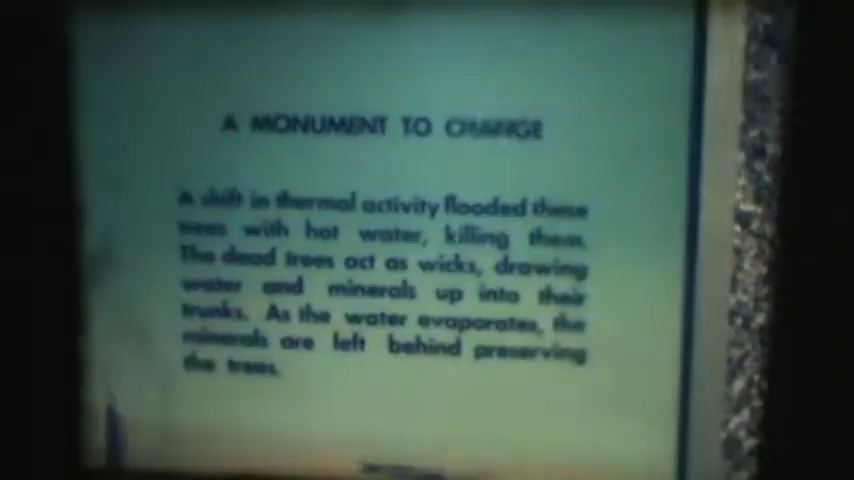 A MONUMENT TO CHANGE
A shift in thermal activity flooded these
trees with hot water, killing them.
The dead trees act as wicks, drawing
water and minerals up into their
trunks. As the water evaporates, the
minerals are left behind preserving
the trees.